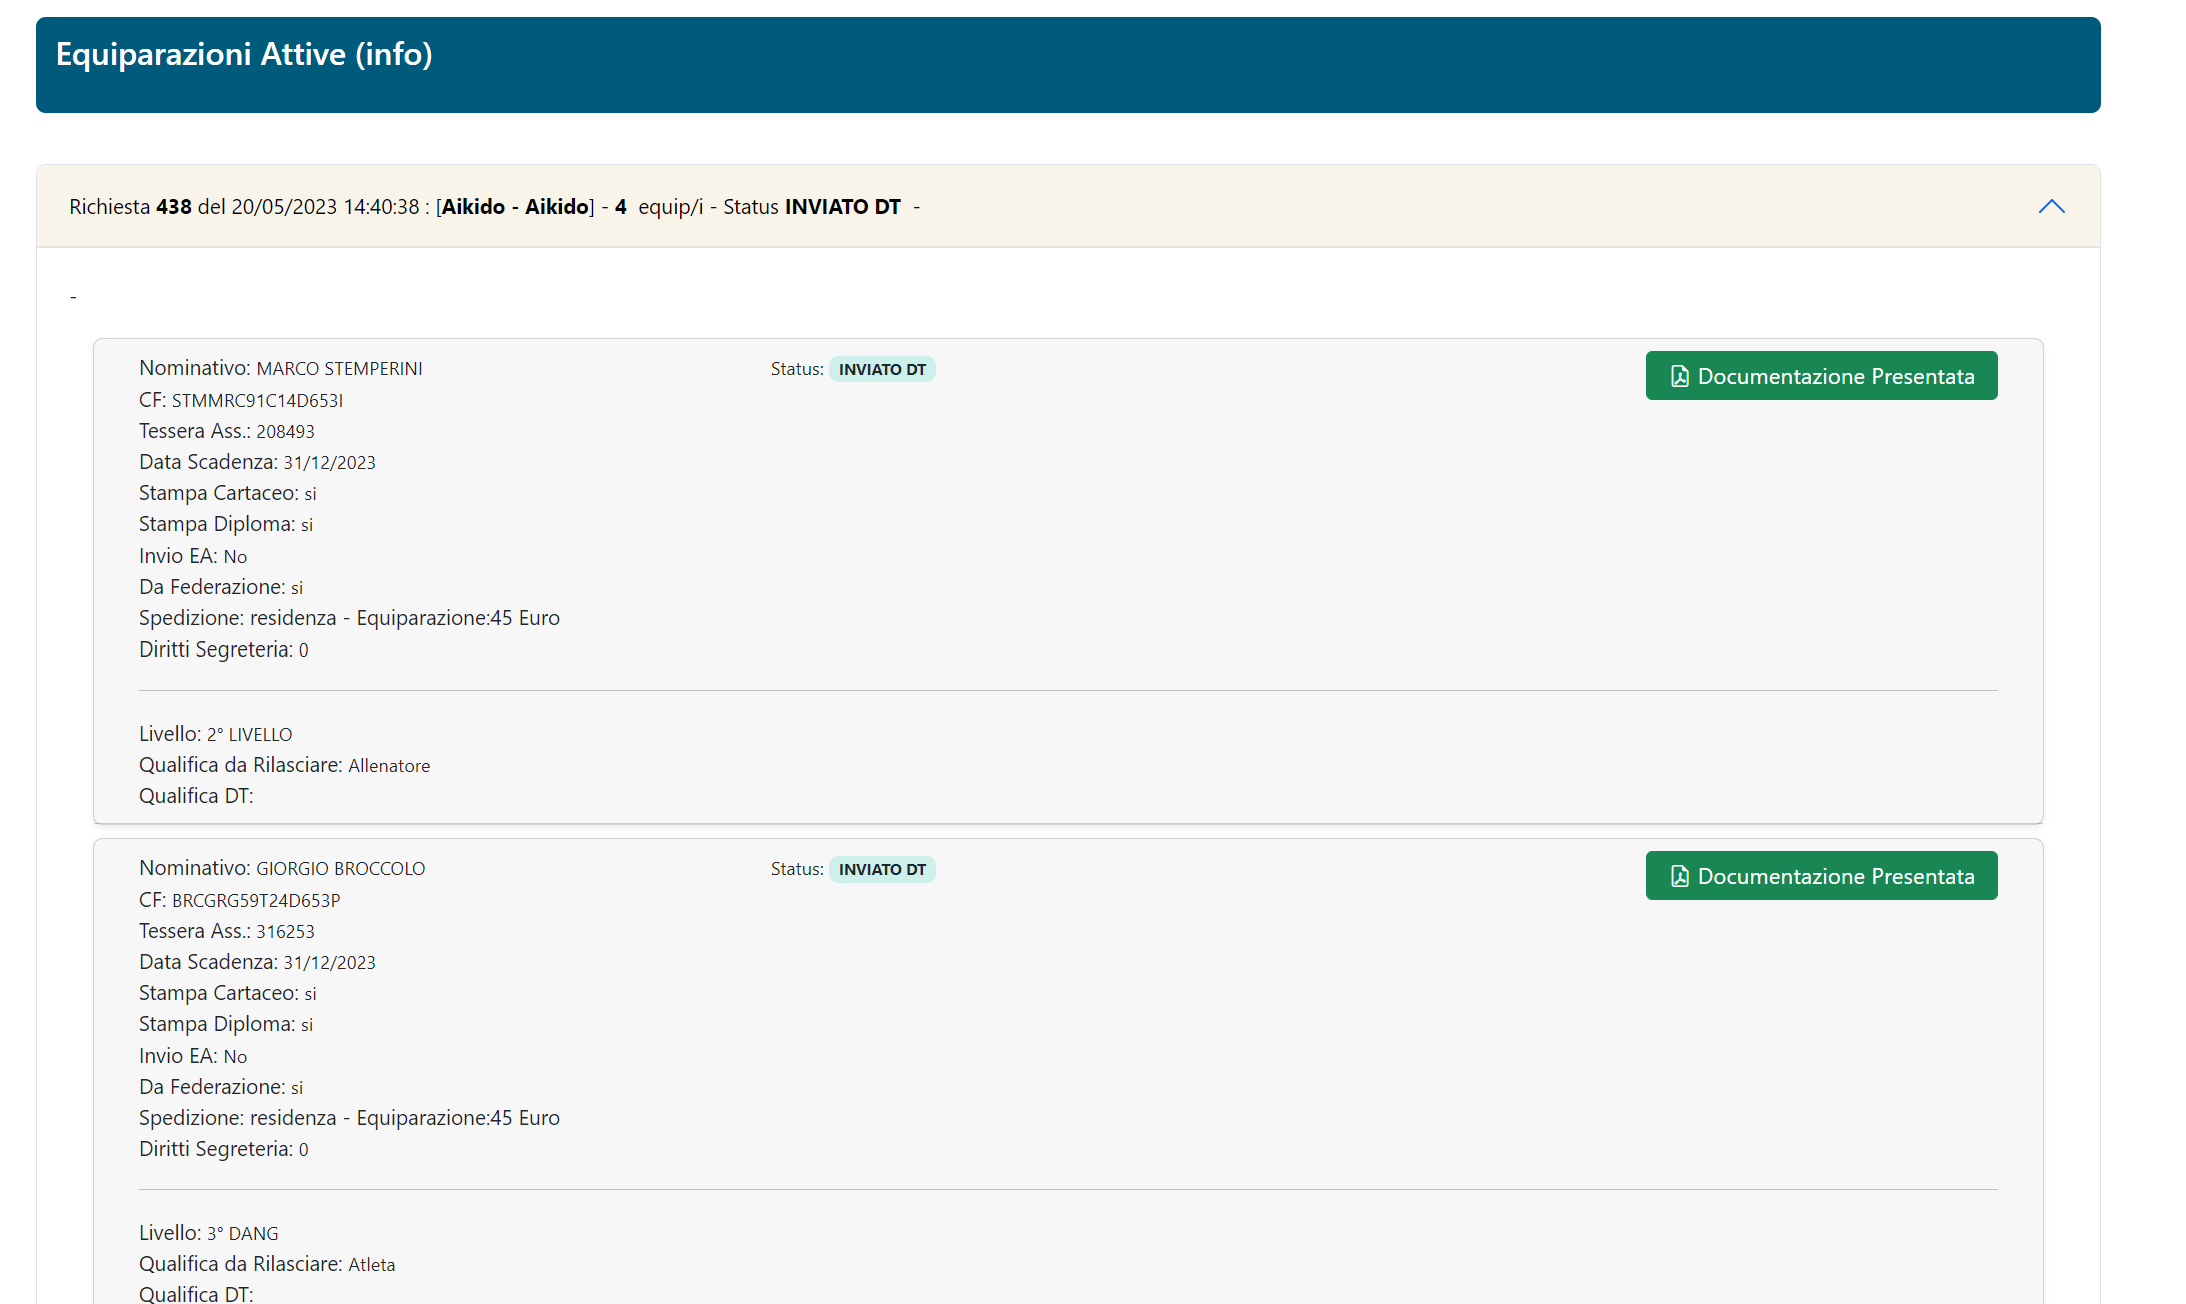 Equiparazioni Attive (info)
Richiesta 438 del 20/05/2023 14:40:38 : [Aikido - Aikido] - 4 equip/i - Status INVIATO DT -
-
Nominativo: MARCO STEMPERINI
Status: INVIATO DT
Documentazione Presentata
CF: STMMRC91C14D653I
Tessera Ass.: 208493
Data Scadenza: 31/12/2023
Stampa Cartaceo: si
Stampa Diploma: si
Invio EA: No
Da Federazione: si
Spedizione: residenza - Equiparazione:45 Euro
Diritti Segreteria: 0
Livello: 2° LIVELLO
Qualifica da Rilasciare: Allenatore
Qualifica DT:
Nominativo: GIORGIO BROCCOLO
Status: INVIATO DT
Documentazione Presentata
CF: BRCGRG59T24D653P
Tessera Ass.: 316253
Data Scadenza: 31/12/2023
Stampa Cartaceo: si
Stampa Diploma: si
Invio EA: No
Da Federazione: si
Spedizione: residenza - Equiparazione:45 Euro
Diritti Segreteria: 0
Livello: 3° DANG
Qualifica da Rilasciare: Atleta
Qualifica DT: